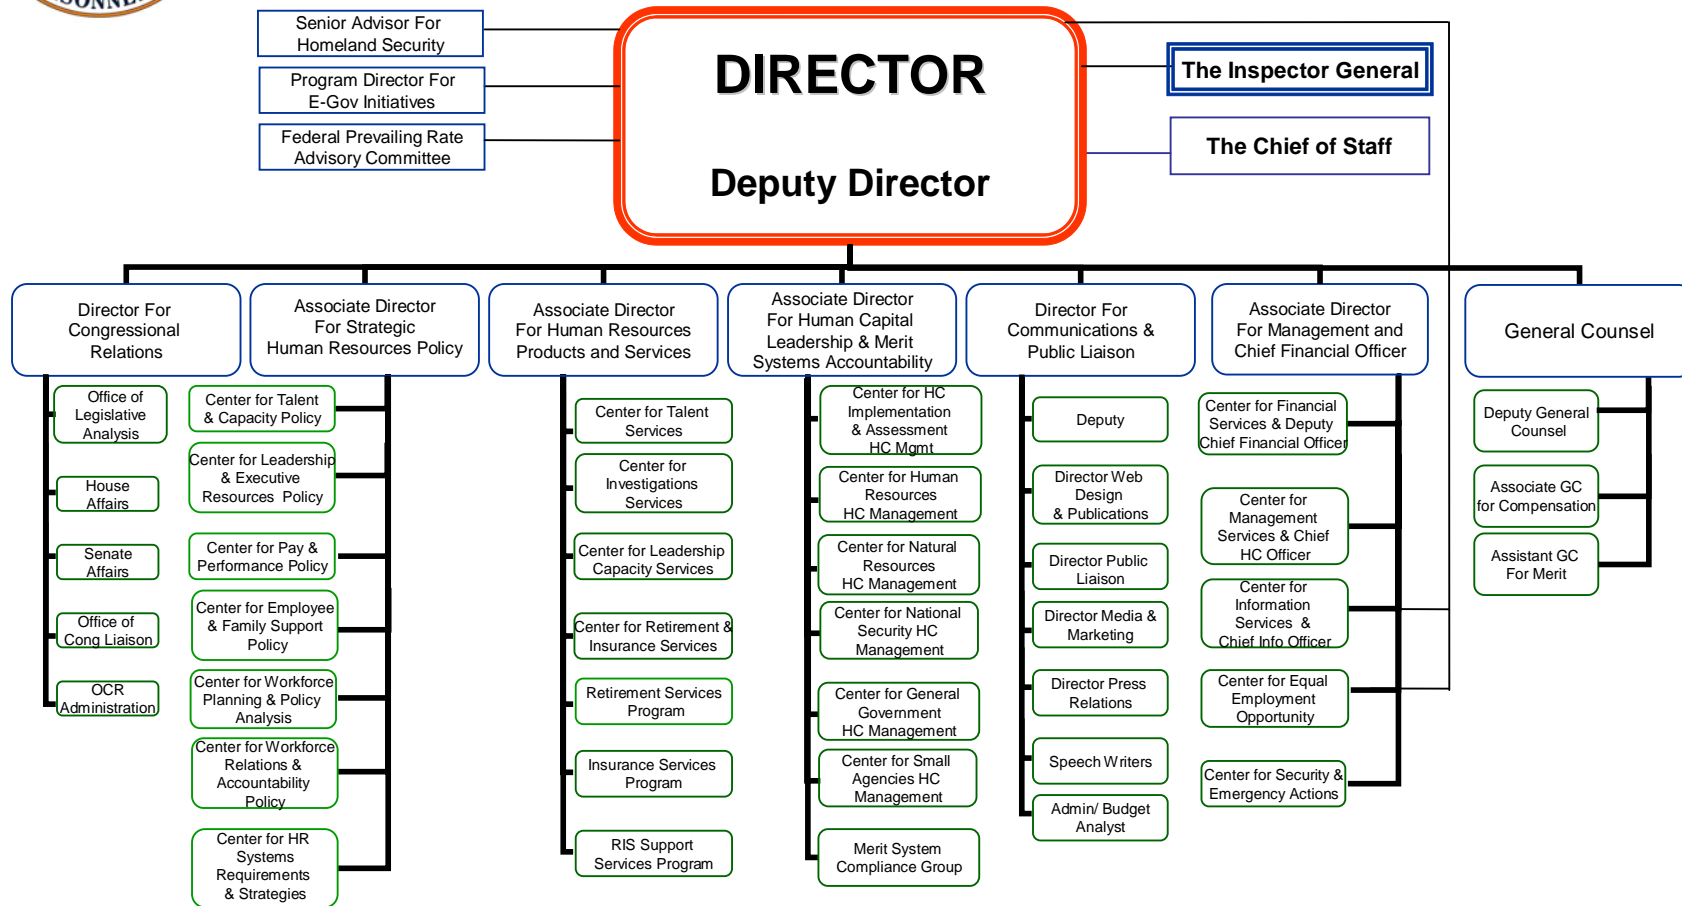 SONNE
Senior Advisor For
Homeland Security
Program Director For
E-Gov Initiatives
Federal Prevailing Rate
Advisory Committee
DIRECTOR
Deputy Director
The Inspector General
The Chief of Staff
Director For
Congressional
Relations
Associate Director
For Strategic
Human Resources Policy
Associate Director
For Human Resources
Products and Services
Associate Director
For Human Capital
Leadership & Merit
Systems Accountability
Director For
Communications &
Public Liaison
Associate Director
For Management and
Chief Financial Officer
General Counsel
Office of
Legislative
Analysis
House
Affairs
Senate
Affairs
Office of
Cong Liaison
OCR
Administration
Center for Talent
& Capacity Policy
Center for Leadership
& Executive
Resources Policy
Center for Pay &
Performance Policy
Center for Employee
& Family Support
Policy
Center for Workforce
Planning & Policy
Analysis
Center for Workforce
Relations &
Accountability
Policy
Center for HR
Systems
Requirements
& Strategies
Center for Talent
Services
Center for
Investigations
Services
Center for Leadership
Capacity Services
Center for Retirement &
Insurance Services
Retirement Services
Program
Insurance Services
Program
RIS Support
Services Program
Center for HC
Implementation
& Assessment
HC Mgmt
Center for Human
Resources
HC Management
Center for Natural
Resources
HC Management
Center for National
Security HC
Management
Center for General
Government
HC Management
Center for Small
Agencies HC
Management
Merit System
Compliance Group
Deputy
Director Web
Design
& Publications
Director Public
Liaison
Director Media &
Marketing
Director Press
Relations
Speech Writers
Admin/ Budget
Analyst
Center for Financial
Services & Deputy
Chief Financial Officer
Center for
Management
Services & Chief
HC Officer
Center for
Information
Services &
Chief Info Officer
Center for Equal
Employment
Opportunity
Center for Security &
Emergency Actions
Deputy General
Counsel
Associate GC
for Compensation
Assistant GC
For Merit